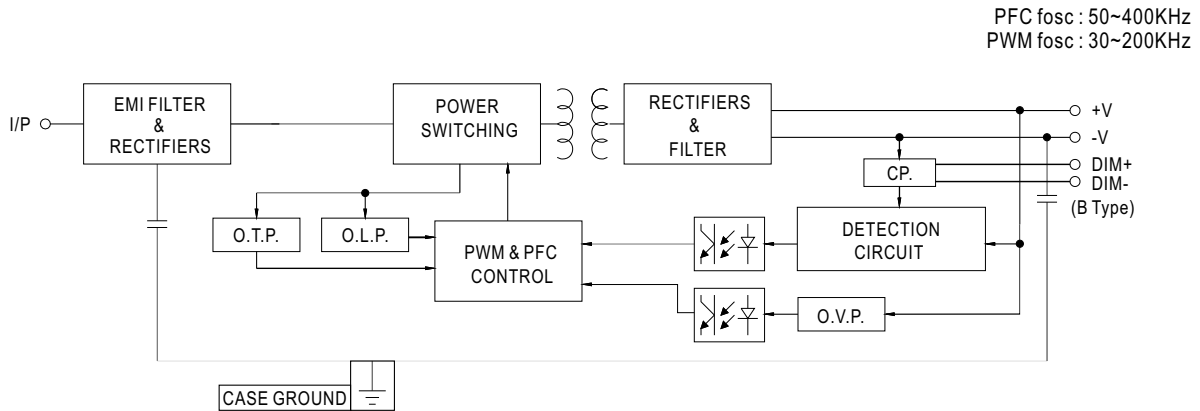 PFC fosc : 50~400KHz
PWM fosc : 30~200KHz
I/P
EMI FILTER
&
RECTIFIERS
POWER
SWITCHING
RECTIFIERS
&
FILTER
+V
-V
DIM+
DIM-
(B Type)
CP.
O.T.P.
O.L.P.
PWM & PFC
CONTROL
DETECTION
CIRCUIT
O.V.P.
CASE GROUND